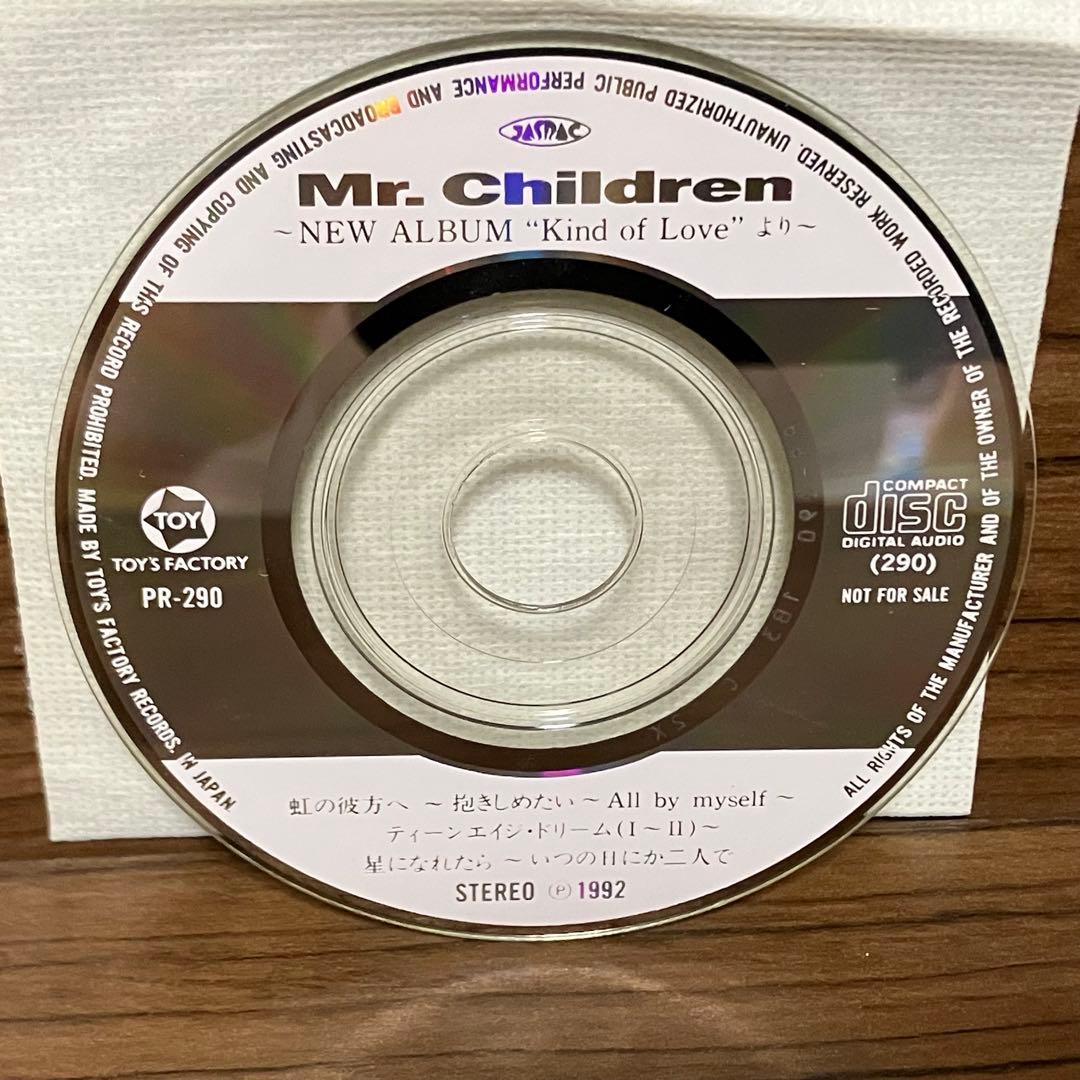 ALL RIGHTS OF THE MANUFACTURER AND OF THE OWNER OF THE RECORDED WORK RESERVED. UNAUTHORIZED PUBLIC PERFORMANCE AND BROADCASTING AND COPYING OF THIS RECORD PROHIBITED. MADE BY TOY'S FACTORY RECORDS. IN JAPAN
JASRAC
Mr. Children
~NEW ALBUM “Kind of Love” より~
TOY
TOY'S FACTORY
PR-290
COMPACT
disc
DIGITAL AUDIO
(290)
NOT FOR SALE
虹の彼方へ ~ 抱きしめたい ~ All by myself ~
ティーンエイジ・ドリーム(I~II)~
星になれたら ~ いつの日にか二人で
STEREO ℗ 1992